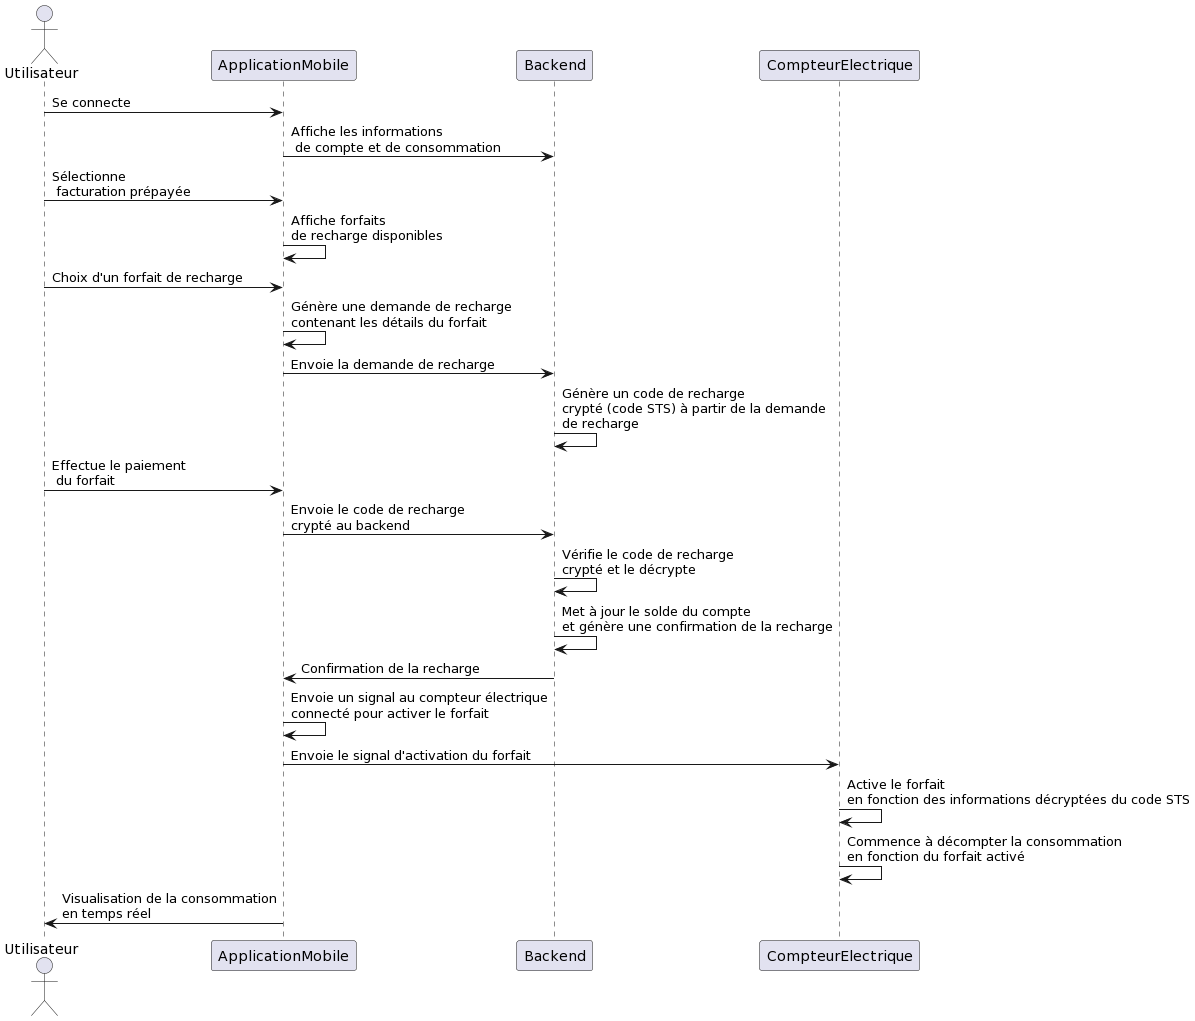 Utilisateur
ApplicationMobile
Backend
CompteurElectrique
Se connecte
Affiche les informations
de compte et de consommation
Sélectionne
facturation prépayée
Affiche forfaits
de recharge disponibles
Choix d'un forfait de recharge
Génère une demande de recharge
contenant les détails du forfait
Envoie la demande de recharge
Génère un code de recharge
crypté (code STS) à partir de la demande
de recharge
Effectue le paiement
du forfait
Envoie le code de recharge
crypté au backend
Vérifie le code de recharge
crypté et le décrypte
Met à jour le solde du compte
et génère une confirmation de la recharge
Confirmation de la recharge
Envoie un signal au compteur électrique
connecté pour activer le forfait
Envoie le signal d'activation du forfait
Active le forfait
en fonction des informations décryptées du code STS
Commence à décompter la consommation
en fonction du forfait activé
Visualisation de la consommation
en temps réel
Utilisateur
ApplicationMobile
Backend
CompteurElectrique